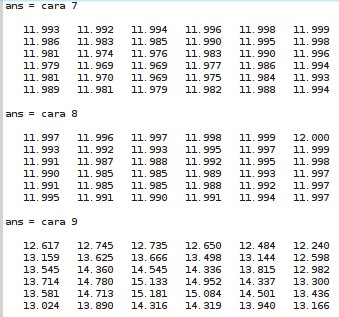 ans = cara 7
11.993 11.992 11.994 11.996 11.998 11.999
11.986 11.983 11.985 11.990 11.995 11.998
11.981 11.974 11.976 11.983 11.990 11.996
11.979 11.969 11.969 11.977 11.986 11.994
11.981 11.970 11.969 11.975 11.984 11.993
11.989 11.981 11.979 11.982 11.988 11.994
ans = cara 8
11.997 11.996 11.997 11.998 11.999 12.000
11.993 11.992 11.993 11.995 11.997 11.999
11.991 11.987 11.988 11.992 11.995 11.998
11.990 11.985 11.985 11.989 11.993 11.997
11.991 11.985 11.985 11.988 11.992 11.997
11.995 11.991 11.990 11.991 11.994 11.997
ans = cara 9
12.617 12.745 12.735 12.650 12.484 12.240
13.159 13.625 13.666 13.498 13.144 12.598
13.545 14.360 14.545 14.336 13.815 12.982
13.714 14.780 15.133 14.952 14.337 13.300
13.581 14.713 15.181 15.084 14.501 13.436
13.024 13.890 14.316 14.319 13.940 13.166